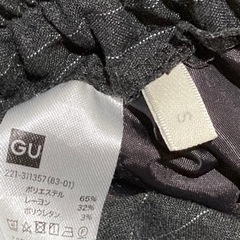 GU
221-311357(83-01)
ポリエステル 65%
レーヨン 32%
ポリウレタン 3%
S